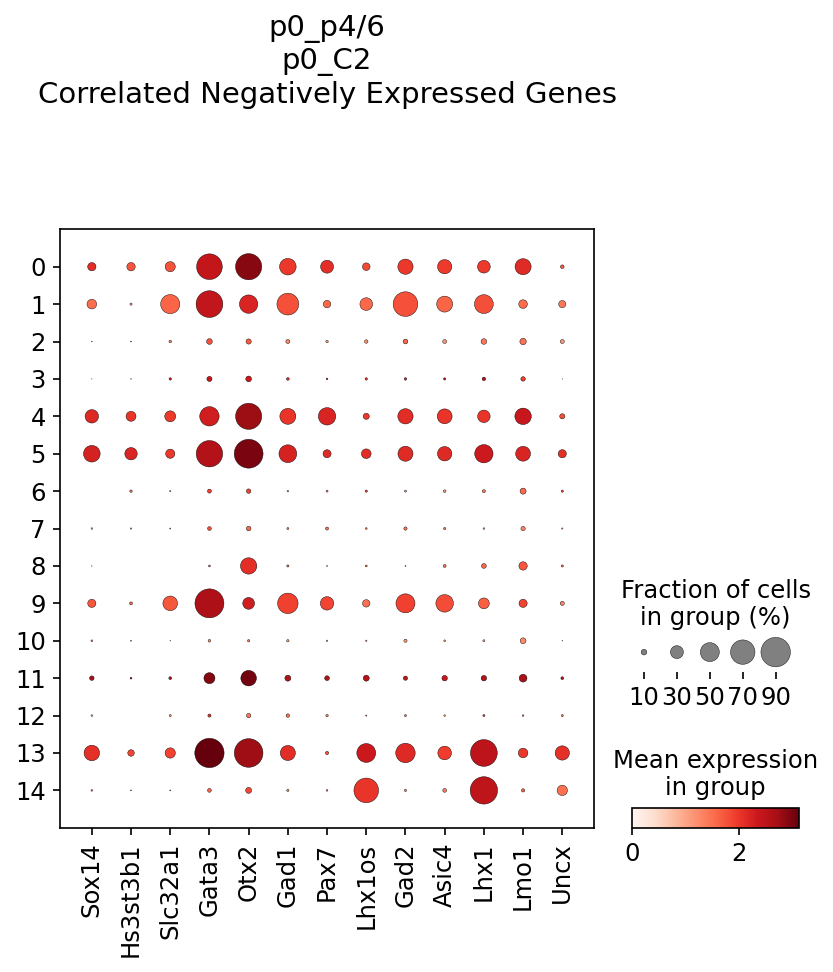 p0_p4/6
p0_C2
Correlated Negatively Expressed Genes
0
1
2
3
4
5
6
7
8
9
10
11
12
13
14
Sox14
Hs3st3b1
Slc32a1
Gata3
Otx2
Gad1
Pax7
Lhx1os
Gad2
Asic4
Lhx1
Lmo1
Uncx
Fraction of cells
in group (%)
10 30 50 70 90
Mean expression
in group
0 2